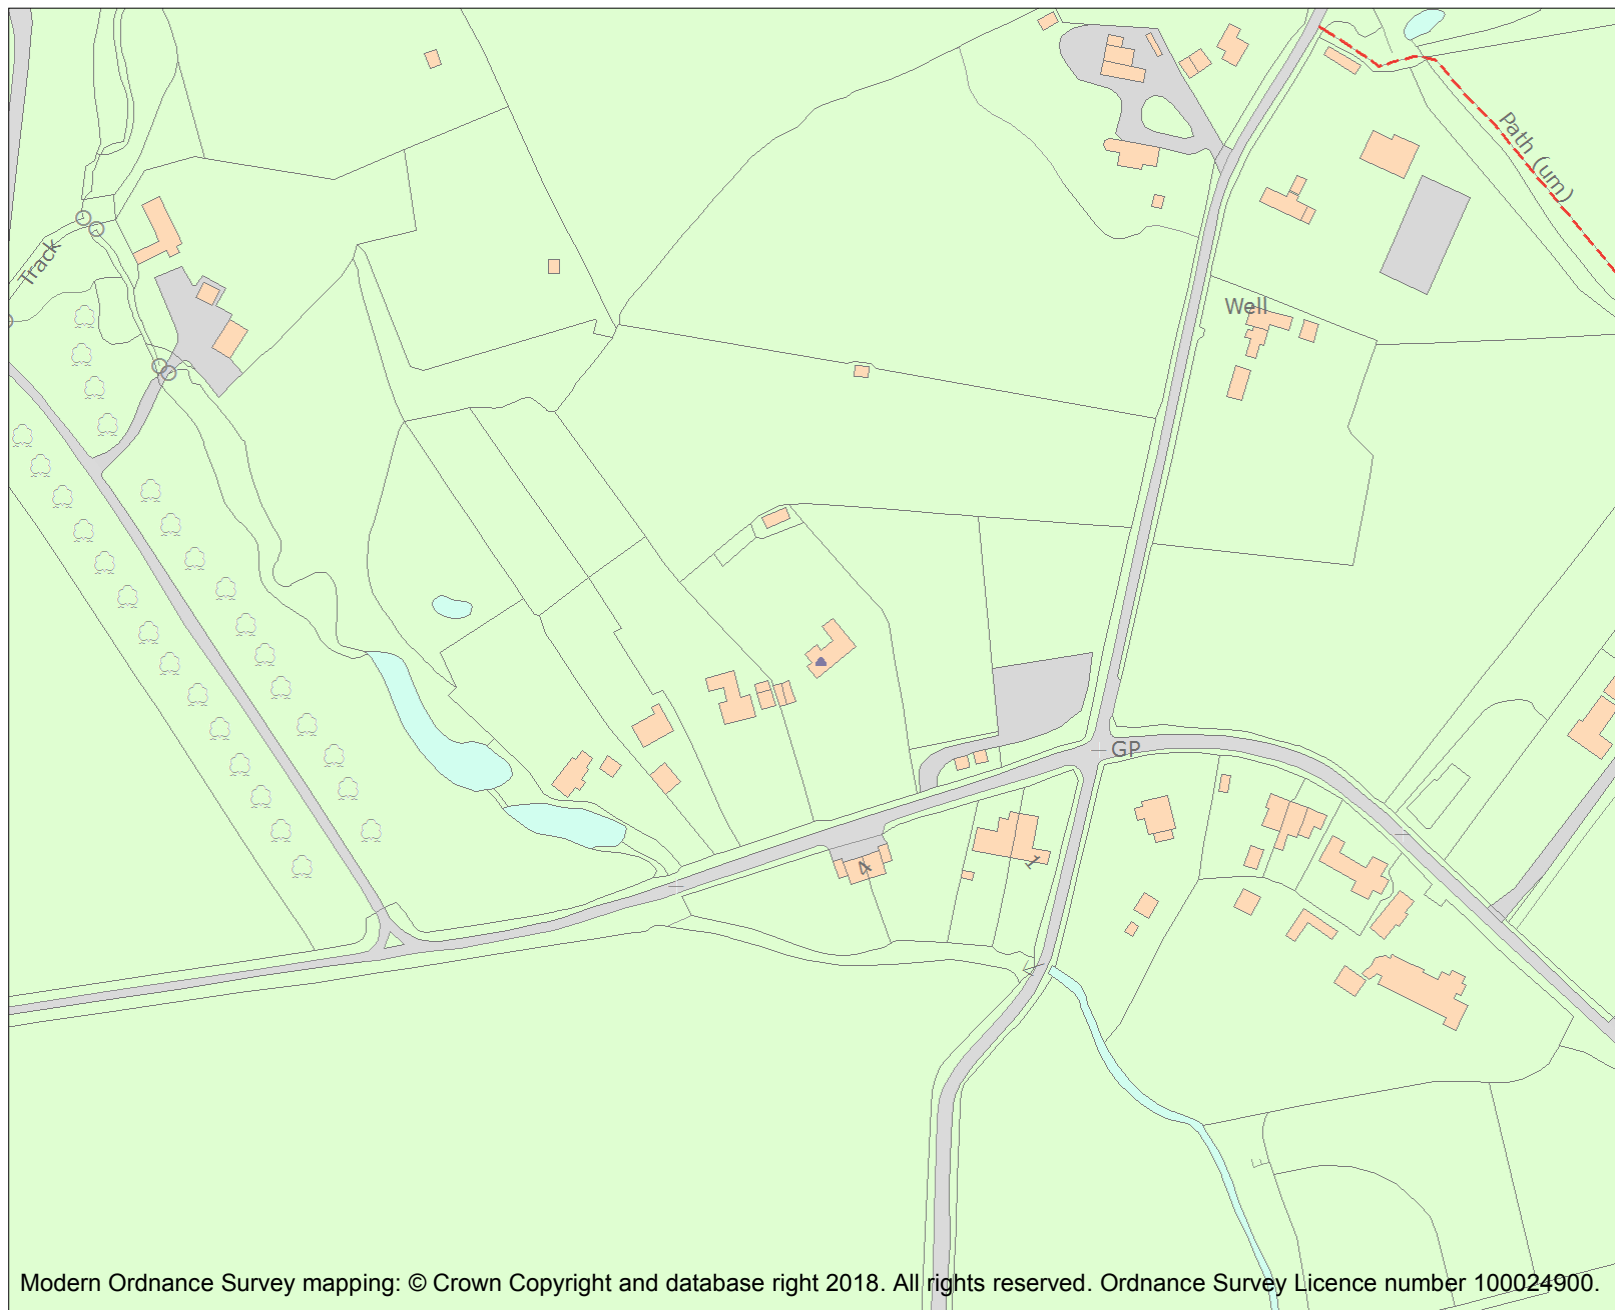 Path (um)
Track
Well
GP
4
1
Modern Ordnance Survey mapping: © Crown Copyright and database right 2018. All rights reserved. Ordnance Survey Licence number 100024900.